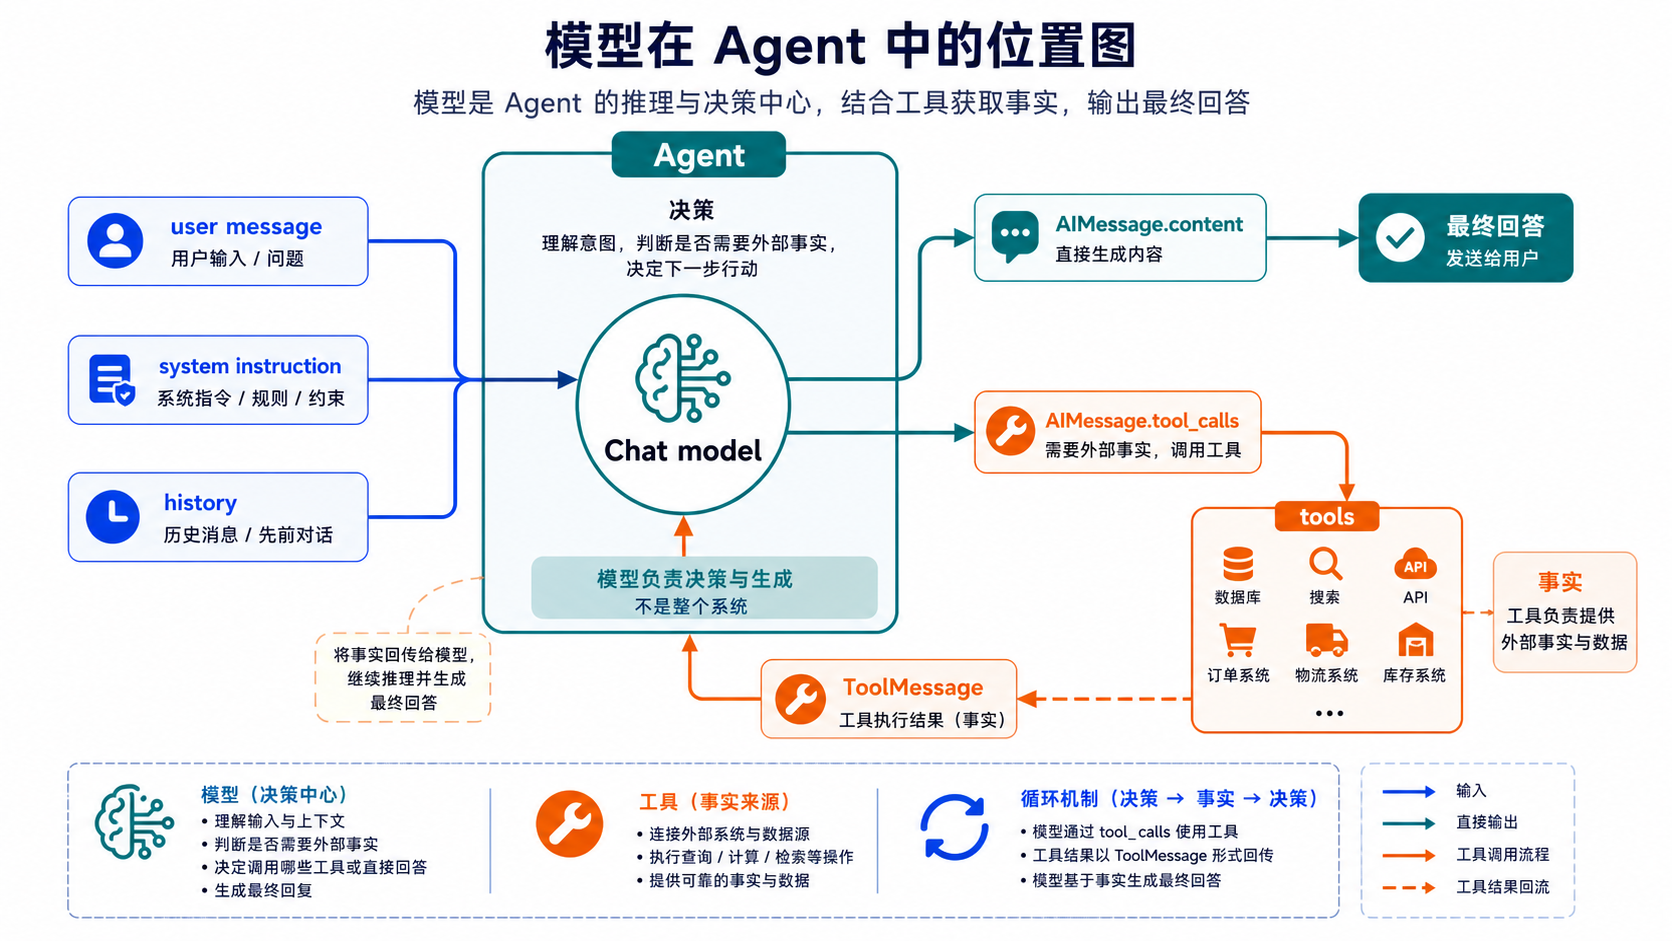 模型在 Agent 中的位置图
模型是 Agent 的推理与决策中心，结合工具获取事实，输出最终回答
user message
用户输入 / 问题
system instruction
系统指令 / 规则 / 约束
history
历史消息 / 先前对话
Agent
决策
理解意图，判断是否需要外部事实，
决定下一步行动
Chat model
模型负责决策与生成
不是整个系统
将事实回传给模型，
继续推理并生成
最终回答
AIMessage.content
直接生成内容
最终回答
发送给用户
AIMessage.tool_calls
需要外部事实，调用工具
tools
数据库
搜索
API
API
订单系统
物流系统
库存系统
事实
工具负责提供
外部事实与数据
ToolMessage
工具执行结果（事实）
模型（决策中心）
• 理解输入与上下文
• 判断是否需要外部事实
• 决定调用哪些工具或直接回答
• 生成最终回复
工具（事实来源）
• 连接外部系统与数据源
• 执行查询 / 计算 / 检索等操作
• 提供可靠的事实与数据
循环机制（决策 → 事实 → 决策）
• 模型通过 tool_calls 使用工具
• 工具结果以 ToolMessage 形式回传
• 模型基于事实生成最终回答
输入
直接输出
工具调用流程
工具结果回流